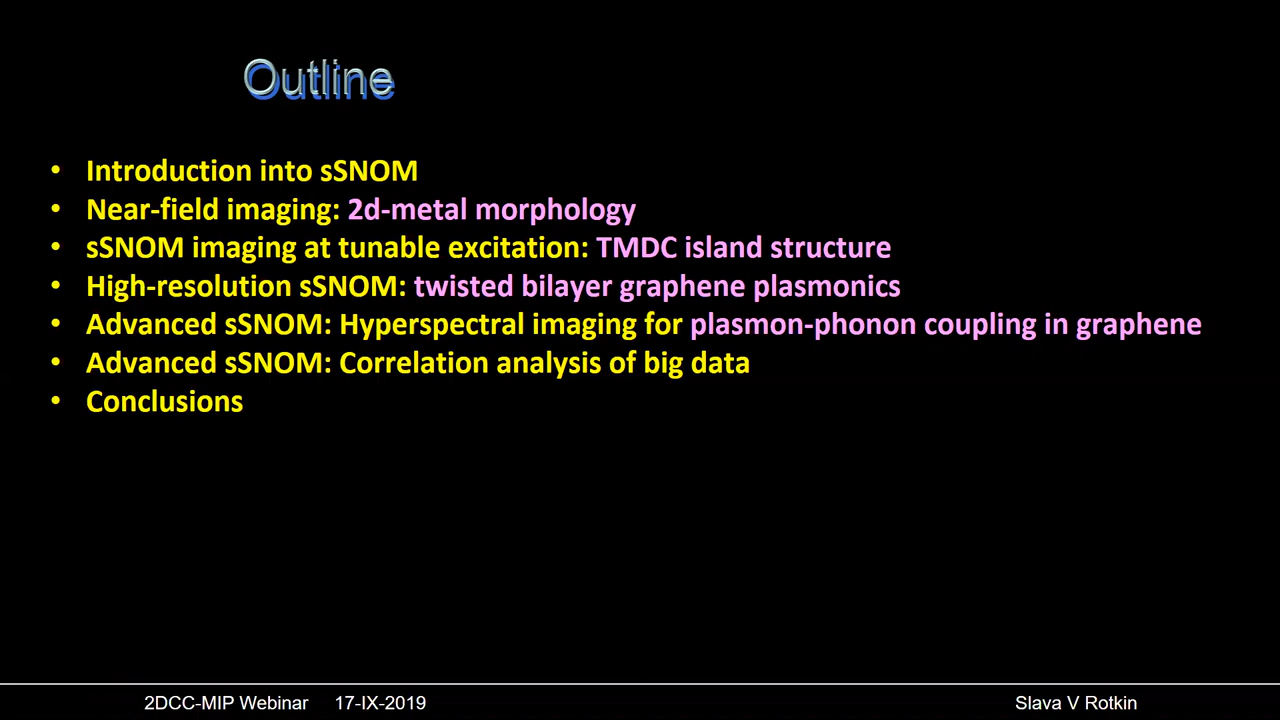 Outline
• Introduction into sSNOM
• Near-field imaging: 2d-metal morphology
• sSNOM imaging at tunable excitation: TMDC island structure
• High-resolution sSNOM: twisted bilayer graphene plasmonics
• Advanced sSNOM: Hyperspectral imaging for plasmon-phonon coupling in graphene
• Advanced sSNOM: Correlation analysis of big data
• Conclusions
2DCC-MIP Webinar 17-IX-2019 Slava V Rotkin